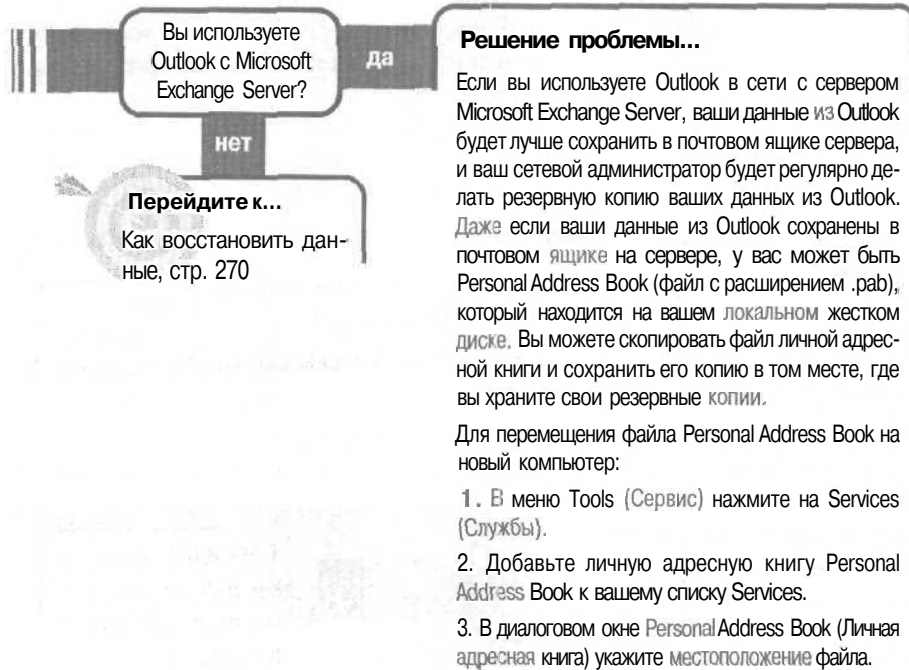 Вы используете
Outlook с Microsoft
Exchange Server?
да
нет
Перейдите к...
Как восстановить дан-
ные, стр. 270
Решение проблемы...
Если вы используете Outlook в сети с сервером
Microsoft Exchange Server, ваши данные из Outlook
будет лучше сохранить в почтовом ящике сервера,
и ваш сетевой администратор будет регулярно де-
лать резервную копию ваших данных из Outlook.
Даже если ваши данные из Outlook сохранены в
почтовом ящике на сервере, у вас может быть
Personal Address Book (файл с расширением .pab),
который находится на вашем локальном жестком
диске. Вы можете скопировать файл личной адрес-
ной книги и сохранить его копию в том месте, где
вы храните свои резервные копии.
Для перемещения файла Personal Address Book на
новый компьютер:
1. В меню Tools (Сервис) нажмите на Services
(Службы).
2. Добавьте личную адресную книгу Personal
Address Book к вашему списку Services.
3. В диалоговом окне Personal Address Book (Личная
адресная книга) укажите местоположение файла.